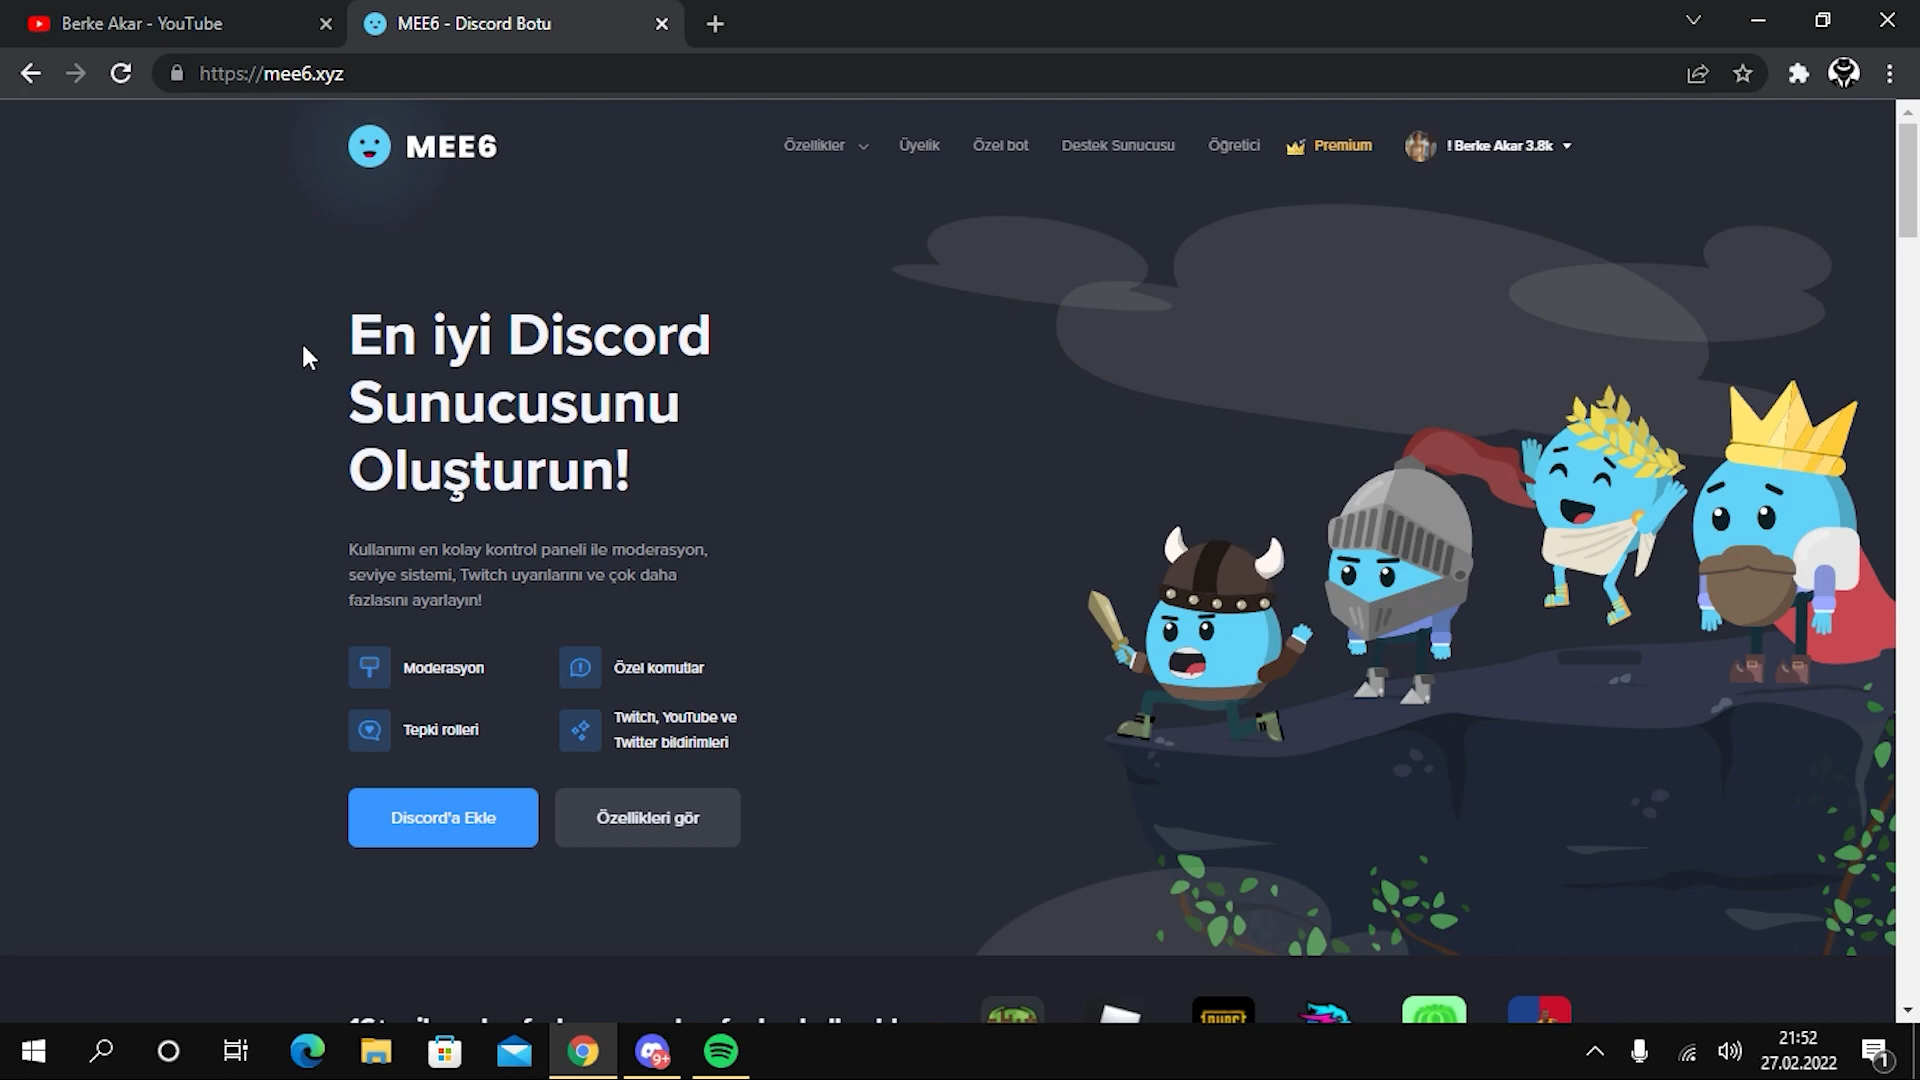 Berke Akar - YouTube
MEE6 - Discord Botu
https://mee6.xyz
MEE6
Özellikler
Üyelik
Özel bot
Destek Sunucusu
Öğretici
Premium
! Berke Akar 3.8k
En iyi Discord
Sunucusunu
Oluşturun!
Kullanımı en kolay kontrol paneli ile moderasyon,
seviye sistemi, Twitch uyarılarını ve çok daha
fazlasını ayarlayın!
Moderasyon
Özel komutlar
Tepki rolleri
Twitch, YouTube ve
Twitter bildirimleri
Discord'a Ekle
Özellikleri gör
PUBG
9+
21:52
27.02.2022
1